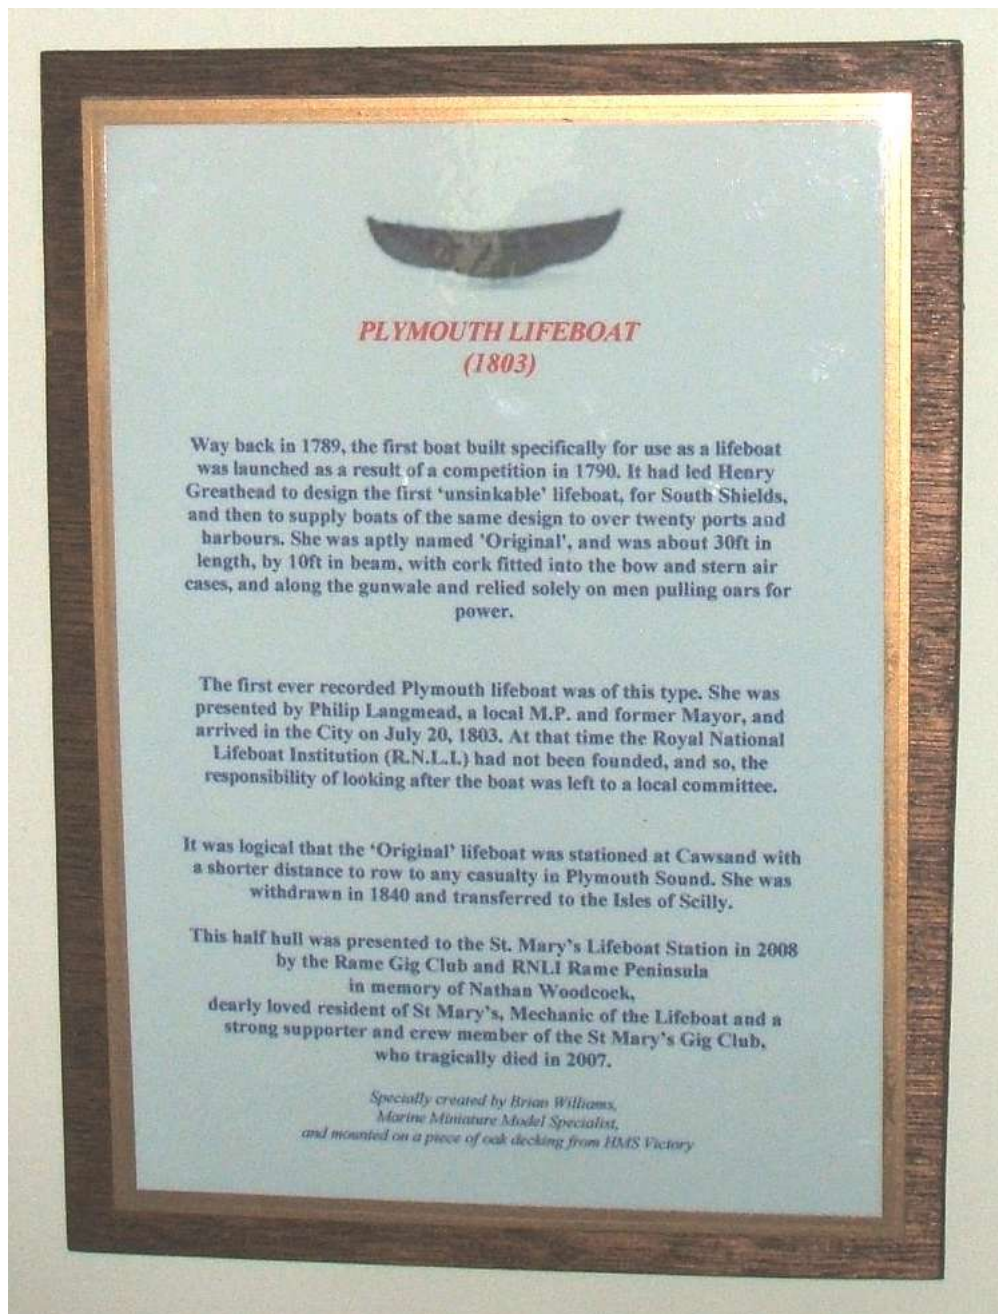 PLYMOUTH LIFEBOAT
(1803)
Way back in 1789, the first boat built specifically for use as a lifeboat
was launched as a result of a competition in 1790. It had led Henry
Greathead to design the first ‘unsinkable’ lifeboat, for South Shields,
and then to supply boats of the same design to over twenty ports and
harbours. She was aptly named 'Original', and was about 30ft in
length, by 10ft in beam, with cork fitted into the bow and stern air
cases, and along the gunwale and relied solely on men pulling oars for
power.
The first ever recorded Plymouth lifeboat was of this type. She was
presented by Philip Langmead, a local M.P. and former Mayor, and
arrived in the City on July 20, 1803. At that time the Royal National
Lifeboat Institution (R.N.L.I.) had not been founded, and so, the
responsibility of looking after the boat was left to a local committee.
It was logical that the ‘Original’ lifeboat was stationed at Cawsand with
a shorter distance to row to any casualty in Plymouth Sound. She was
withdrawn in 1840 and transferred to the Isles of Scilly.
This half hull was presented to the St. Mary’s Lifeboat Station in 2008
by the Rame Gig Club and RNLI Rame Peninsula
in memory of Nathan Woodcock,
dearly loved resident of St Mary’s, Mechanic of the Lifeboat and a
strong supporter and crew member of the St Mary’s Gig Club,
who tragically died in 2007.
Specially created by Brian Williams,
Marine Miniature Model Specialist,
and mounted on a piece of oak decking from HMS Victory